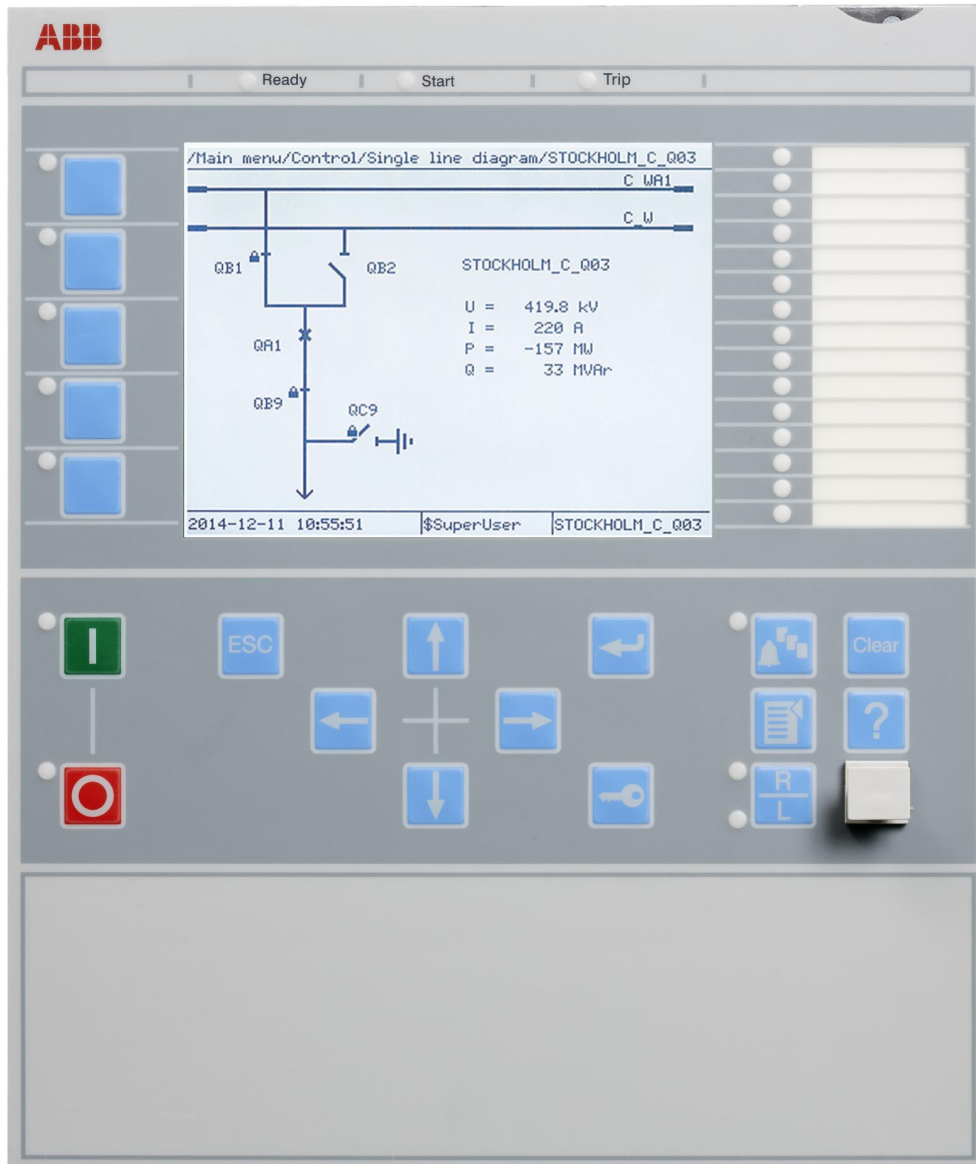 ABB
Ready Start Trip
/Main menu/Control/Single line diagram/STOCKHOLM_C_Q03
C WA1
C_W
QB1 QB2 STOCKHOLM_C_Q03
U = 419.8 kV
I = 220 A
QA1 P = -157 MW
Q = 33 MVAr
QB9 QC9
2014-12-11 10:55:51 $SuperUser STOCKHOLM_C_Q03
I ESC Clear
?
O R
L